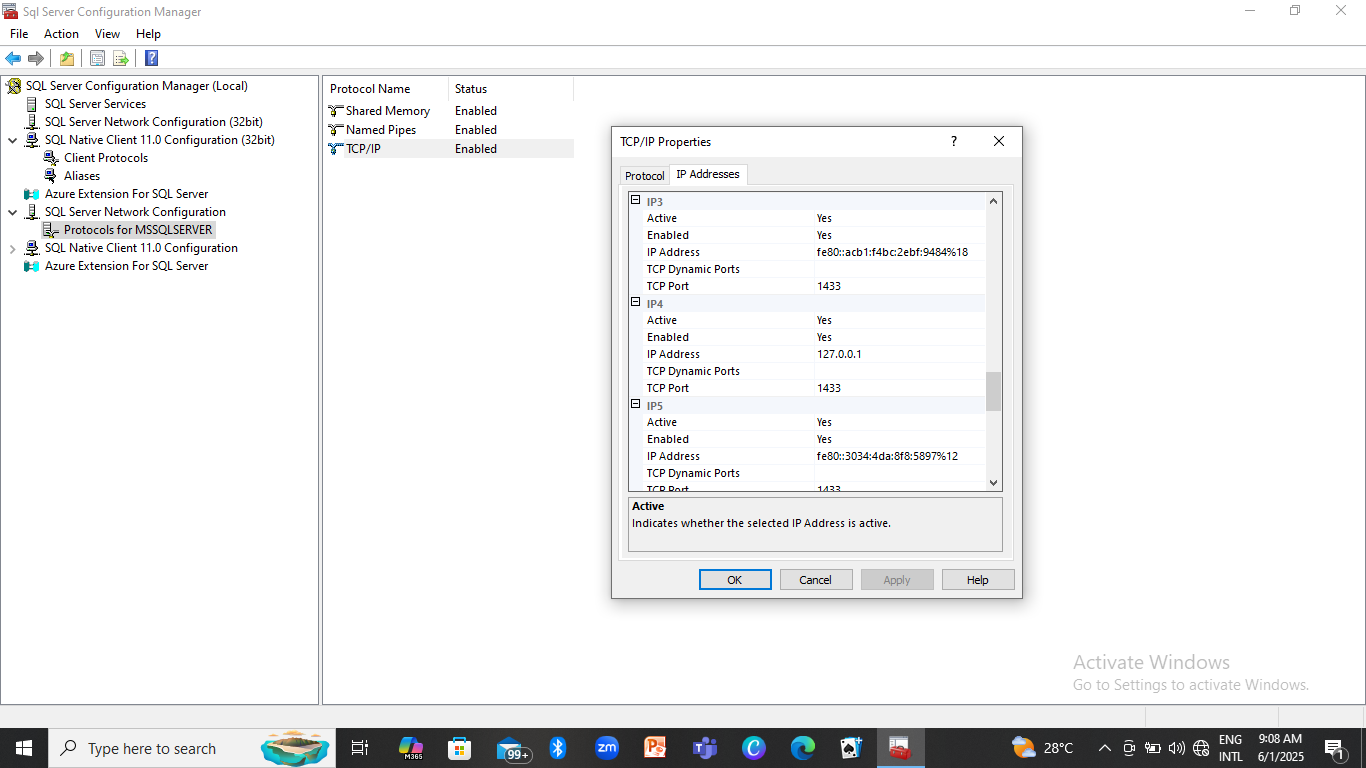 Sql Server Configuration Manager
File Action View Help
SQL Server Configuration Manager (Local)
SQL Server Services
SQL Server Network Configuration (32bit)
SQL Native Client 11.0 Configuration (32bit)
Client Protocols
Aliases
Azure Extension For SQL Server
SQL Server Network Configuration
Protocols for MSSQLSERVER
SQL Native Client 11.0 Configuration
Azure Extension For SQL Server
Protocol Name Status
Shared Memory Enabled
Named Pipes Enabled
TCP/IP Enabled
TCP/IP Properties
?
Protocol IP Addresses
IP3
Active Yes
Enabled Yes
IP Address fe80::acb1:f4bc:2ebf:9484%18
TCP Dynamic Ports
TCP Port 1433
IP4
Active Yes
Enabled Yes
IP Address 127.0.0.1
TCP Dynamic Ports
TCP Port 1433
IP5
Active Yes
Enabled Yes
IP Address fe80::3034:4da:8f8:5897%12
TCP Dynamic Ports
TCP Port 1433
Active
Indicates whether the selected IP Address is active.
OK Cancel Apply Help
Activate Windows
Go to Settings to activate Windows.
Type here to search
M365
99+
zm
28°C
ENG
INTL
9:08 AM
6/1/2025
1